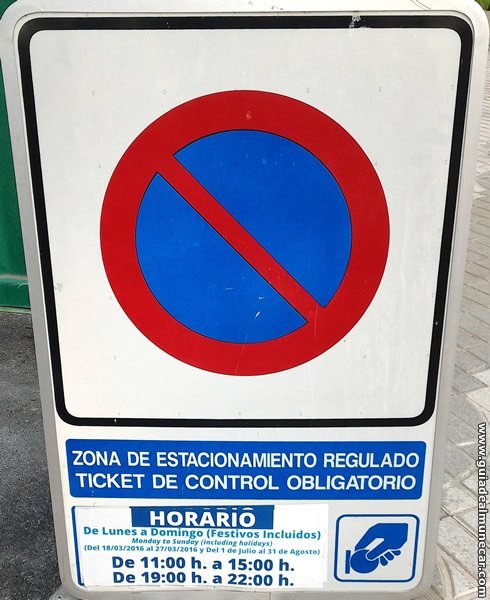 ZONA DE ESTACIONAMIENTO REGULADO
TICKET DE CONTROL OBLIGATORIO
HORARIO
De Lunes a Domingo (Festivos Incluidos)
Monday to Sunday (including holidays)
(Del 18/03/2016 al 27/03/2016 y Del 1 de Julio al 31 de Agosto)
De 11:00 h. a 15:00 h.
De 19:00 h. a 22:00 h.
www.guiadealmunecar.com